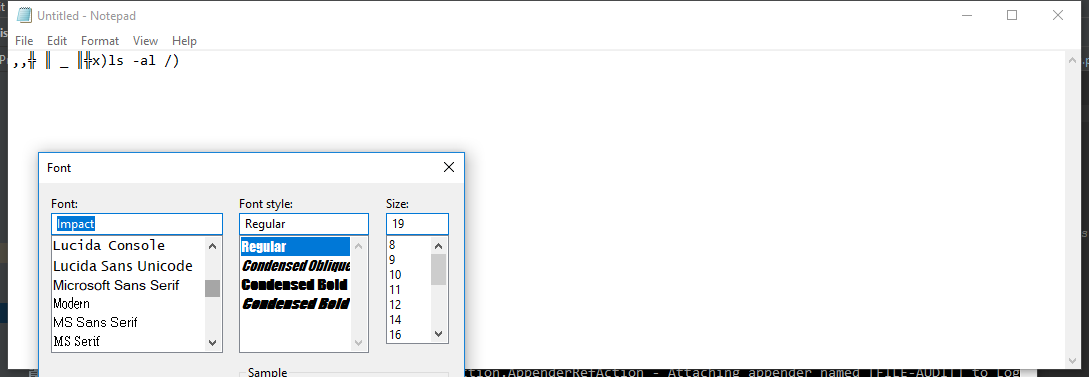 Untitled - Notepad
File Edit Format View Help
,,╬ ║ _ ║╬x)ls -al /)
Font
Font: Font style: Size:
Impact Regular 19
Lucida Console Regular 8
Lucida Sans Unicode Condensed Oblique 9
Microsoft Sans Serif Condensed Bold 10
Modern Condensed Bold 11
MS Sans Serif 12
MS Serif 14
16
Sample
tion.AppenderRefAction - Attaching appender named [FILE-AUDIT] to Log